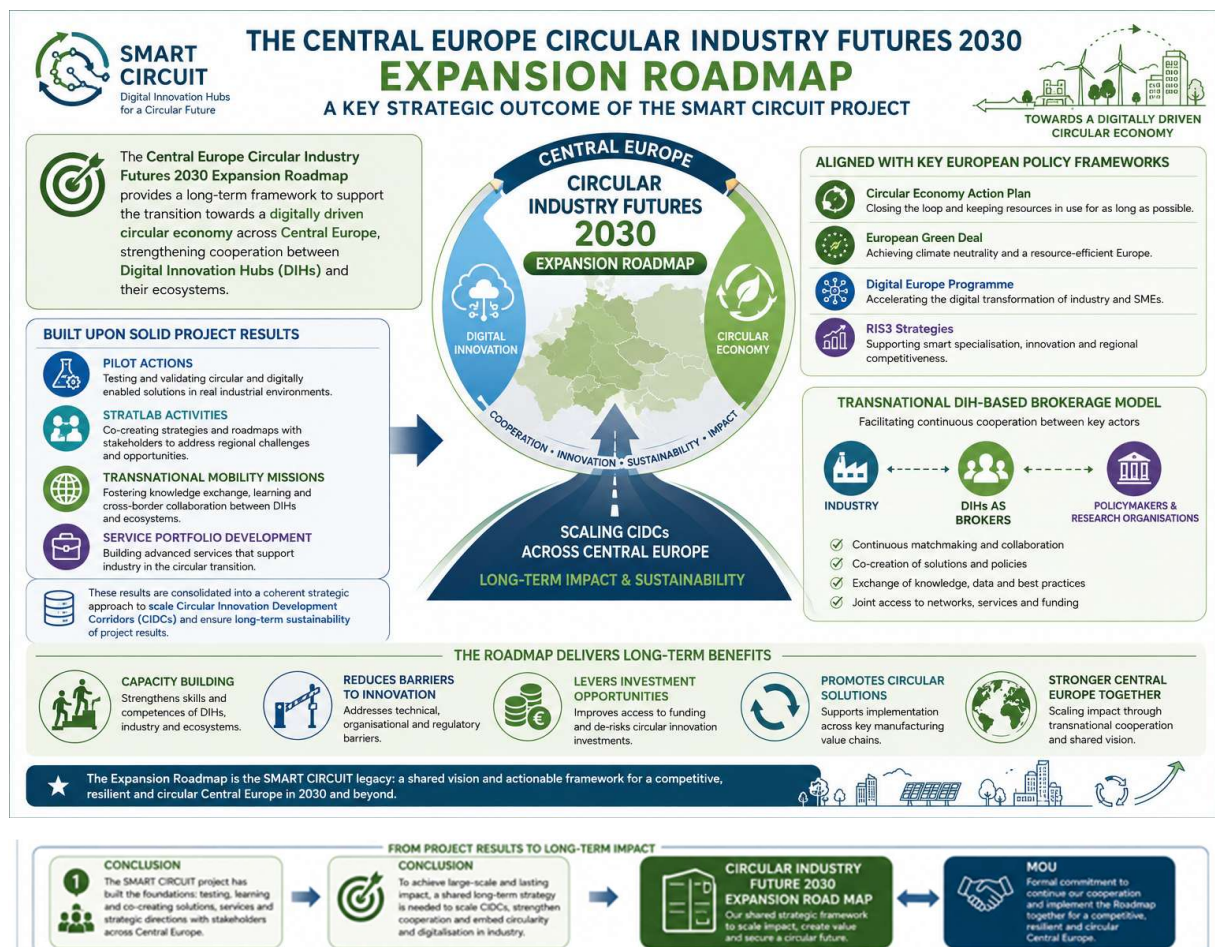 SMART
CIRCUIT
Digital Innovation Hubs
for a Circular Future
THE CENTRAL EUROPE CIRCULAR INDUSTRY FUTURES 2030
EXPANSION ROADMAP
A KEY STRATEGIC OUTCOME OF THE SMART CIRCUIT PROJECT
TOWARDS A DIGITALLY DRIVEN
CIRCULAR ECONOMY
The Central Europe Circular Industry
Futures 2030 Expansion Roadmap
provides a long-term framework to support
the transition towards a digitally driven
circular economy across Central Europe,
strengthening cooperation between
Digital Innovation Hubs (DIHs) and
their ecosystems.
BUILT UPON SOLID PROJECT RESULTS
PILOT ACTIONS
Testing and validating circular and digitally
enabled solutions in real industrial environments.
STRATLAB ACTIVITIES
Co-creating strategies and roadmaps with
stakeholders to address regional challenges
and opportunities.
TRANSNATIONAL MOBILITY MISSIONS
Fostering knowledge exchange, learning and
cross-border collaboration between DIHs
and ecosystems.
SERVICE PORTFOLIO DEVELOPMENT
Building advanced services that support
industry in the circular transition.
These results are consolidated into a coherent strategic
approach to scale Circular Innovation Development
Corridors (CIDCs) and ensure long-term sustainability
of project results.
CENTRAL EUROPE
CIRCULAR
INDUSTRY FUTURES
2030
EXPANSION ROADMAP
DIGITAL
INNOVATION
CIRCULAR
ECONOMY
COOPERATION • INNOVATION • SUSTAINABILITY • IMPACT
SCALING CIDCs
ACROSS CENTRAL EUROPE
LONG-TERM IMPACT & SUSTAINABILITY
ALIGNED WITH KEY EUROPEAN POLICY FRAMEWORKS
Circular Economy Action Plan
Closing the loop and keeping resources in use for as long as possible.
European Green Deal
Achieving climate neutrality and a resource-efficient Europe.
Digital Europe Programme
Accelerating the digital transformation of industry and SMEs.
RIS3 Strategies
Supporting smart specialisation, innovation and regional
competitiveness.
TRANSNATIONAL DIH-BASED BROKERAGE MODEL
Facilitating continuous cooperation between key actors
INDUSTRY
DIHs AS
BROKERS
POLICYMAKERS &
RESEARCH ORGANISATIONS
Continuous matchmaking and collaboration
Co-creation of solutions and policies
Exchange of knowledge, data and best practices
Joint access to networks, services and funding
THE ROADMAP DELIVERS LONG-TERM BENEFITS
CAPACITY BUILDING
Strengthens skills and
competences of DIHs,
industry and ecosystems.
REDUCES BARRIERS
TO INNOVATION
Addresses technical,
organisational and regulatory
barriers.
LEVERS INVESTMENT
OPPORTUNITIES
Improves access to funding
and de-risks circular innovation
investments.
PROMOTES CIRCULAR
SOLUTIONS
Supports implementation
across key manufacturing
value chains.
STRONGER CENTRAL
EUROPE TOGETHER
Scaling impact through
transnational cooperation
and shared vision.
The Expansion Roadmap is the SMART CIRCUIT legacy: a shared vision and actionable framework for a competitive,
resilient and circular Central Europe in 2030 and beyond.
FROM PROJECT RESULTS TO LONG-TERM IMPACT
1
CONCLUSION
The SMART CIRCUIT project has
built the foundations: testing, learning
and co-creating solutions, services and
strategic directions with stakeholders
across Central Europe.
CONCLUSION
To achieve large-scale and lasting
impact, a shared long-term strategy
is needed to scale CIDCs, strengthen
cooperation and embed circularity
and digitalisation in industry.
CIRCULAR INDUSTRY
FUTURE 2030
EXPANSION ROAD MAP
Our shared strategic framework
to scale impact, create value
and secure a circular future.
MOU
Formal commitment to
continue our cooperation
and implement the Roadmap
together for a competitive,
resilient and circular
Central Europe.